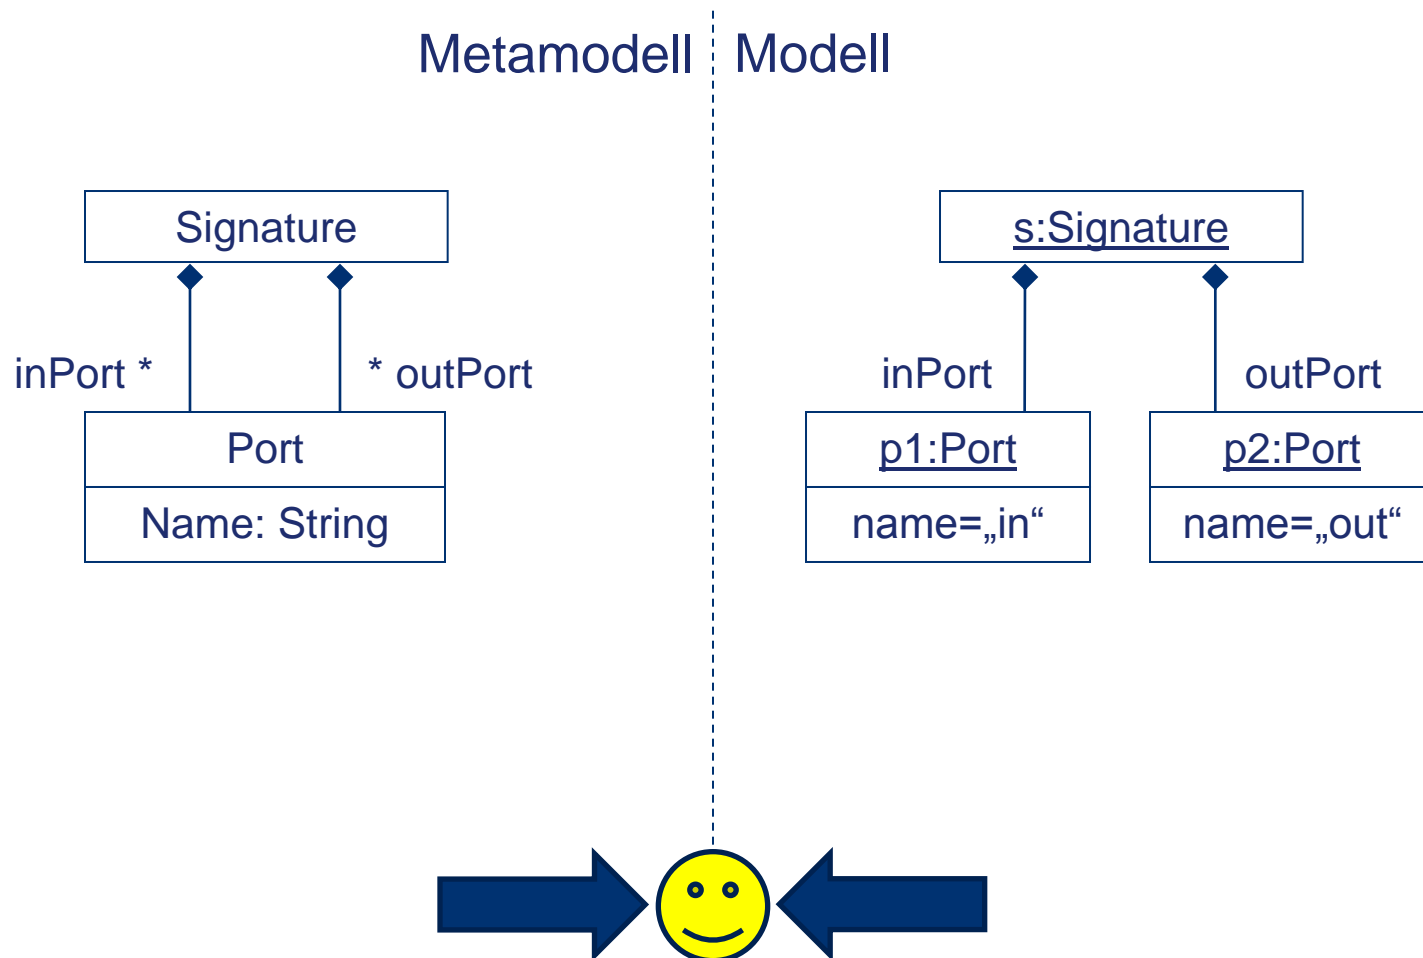 Metamodell
Modell
Signature
inPort *
* outPort
Port
Name: String
s:Signature
inPort
outPort
p1:Port
name=„in“
p2:Port
name=„out“